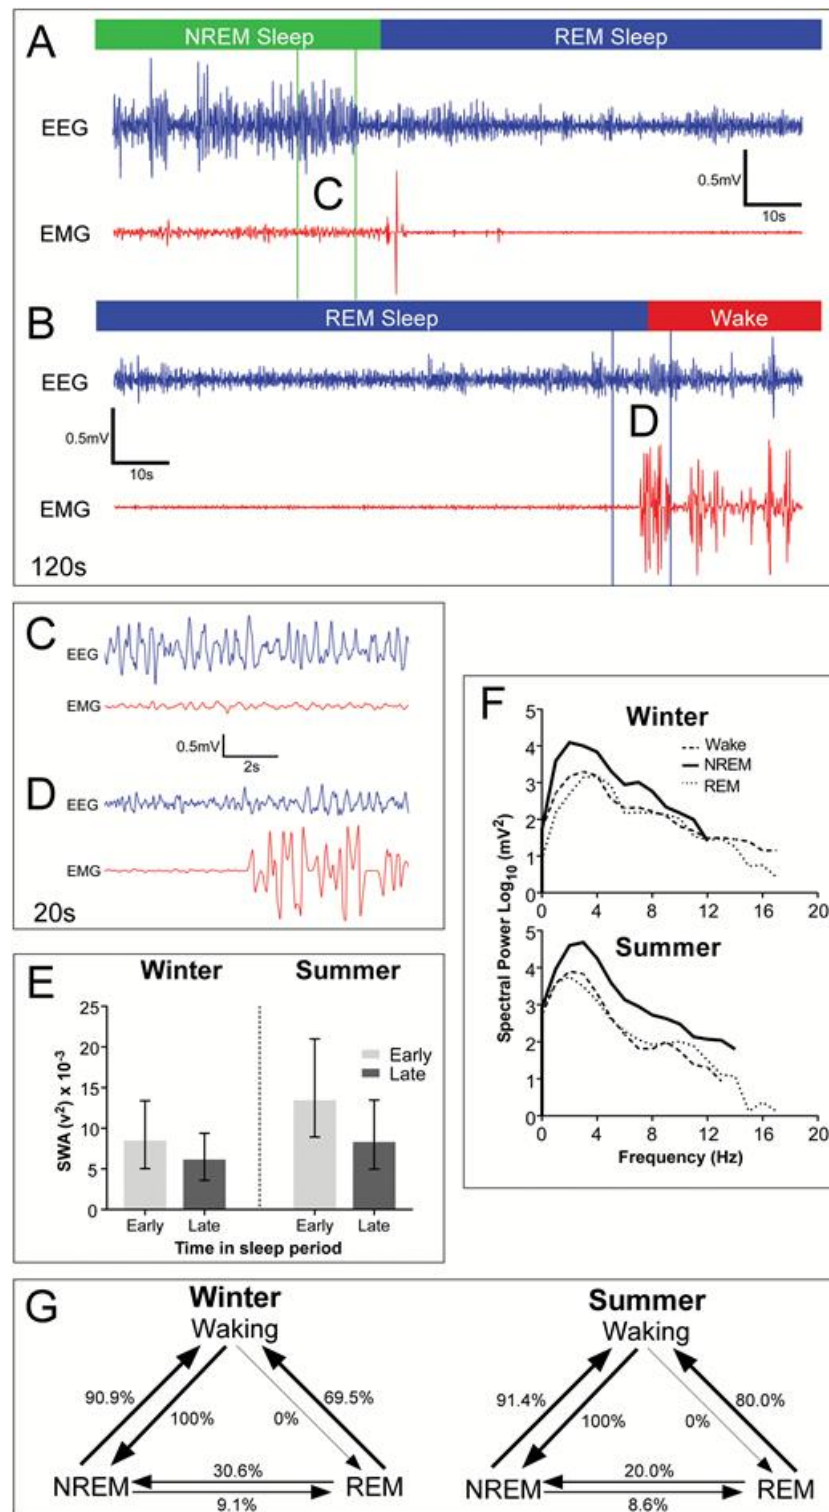 A
NREM Sleep REM Sleep
EEG
0.5mV
10s
C
EMG
B
REM Sleep Wake
EEG
0.5mV
10s
D
EMG
120s
C
EEG
EMG
0.5mV
2s
D
EEG
EMG
20s
E
Winter Summer
25
20
15
10
5
0
SWA (v²) x 10⁻³
Early
Late
Early Late Early Late
Time in sleep period
F
Winter
Wake
NREM
REM
5
4
3
2
1
0
0 4 8 12 16 20
Spectral Power Log₁₀ (mV²)
Summer
5
4
3
2
1
0
0 4 8 12 16 20
Frequency (Hz)
G
Winter
Waking
90.9% 69.5%
100% 0%
30.6%
NREM REM
9.1%
Summer
Waking
91.4% 80.0%
100% 0%
20.0%
NREM REM
8.6%